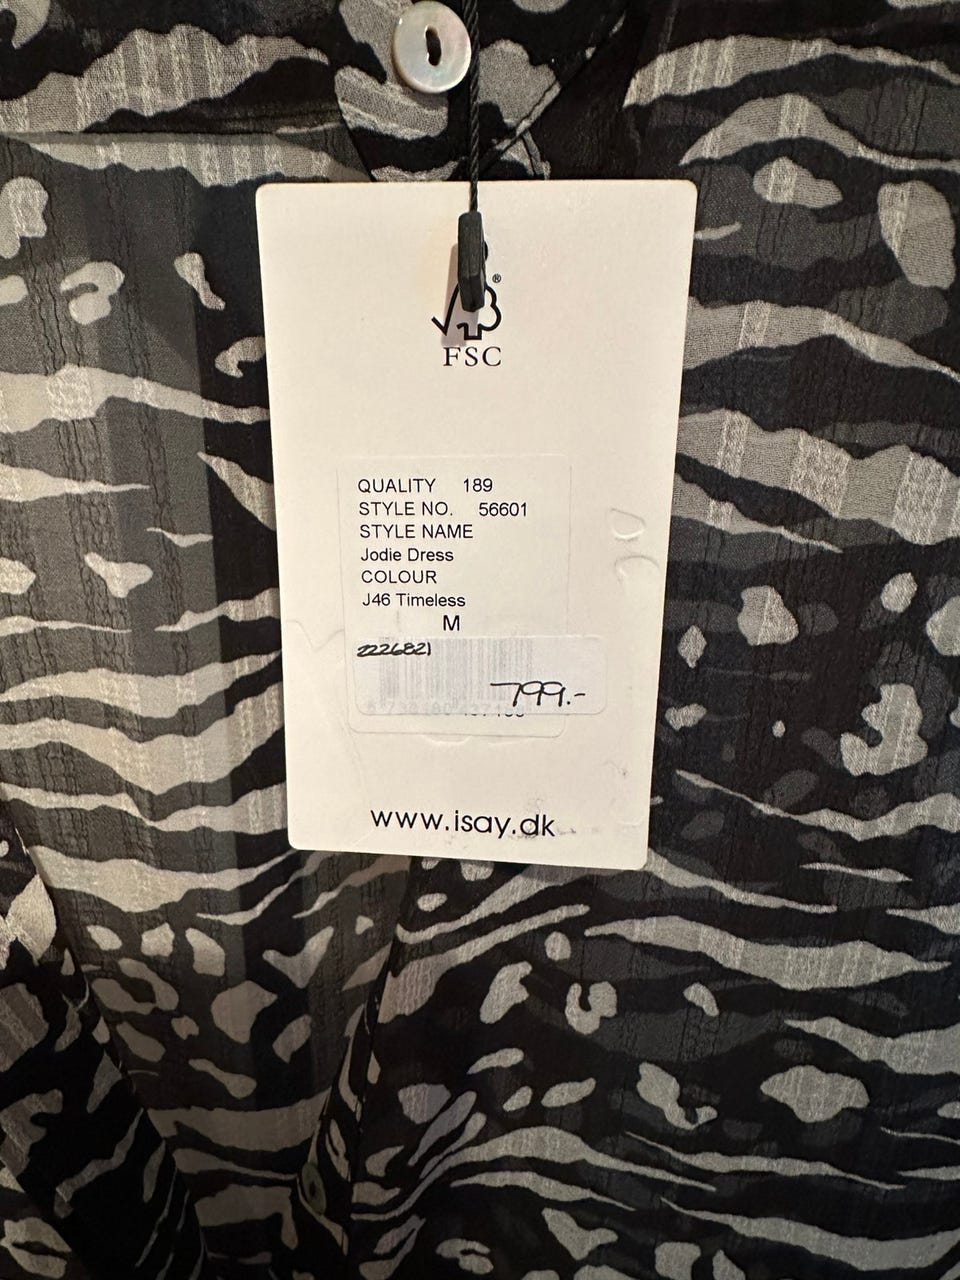 ®
FSC
QUALITY 189
STYLE NO. 56601
STYLE NAME
Jodie Dress
COLOUR
J46 Timeless
M
2226821
799.-
www.isay.dk